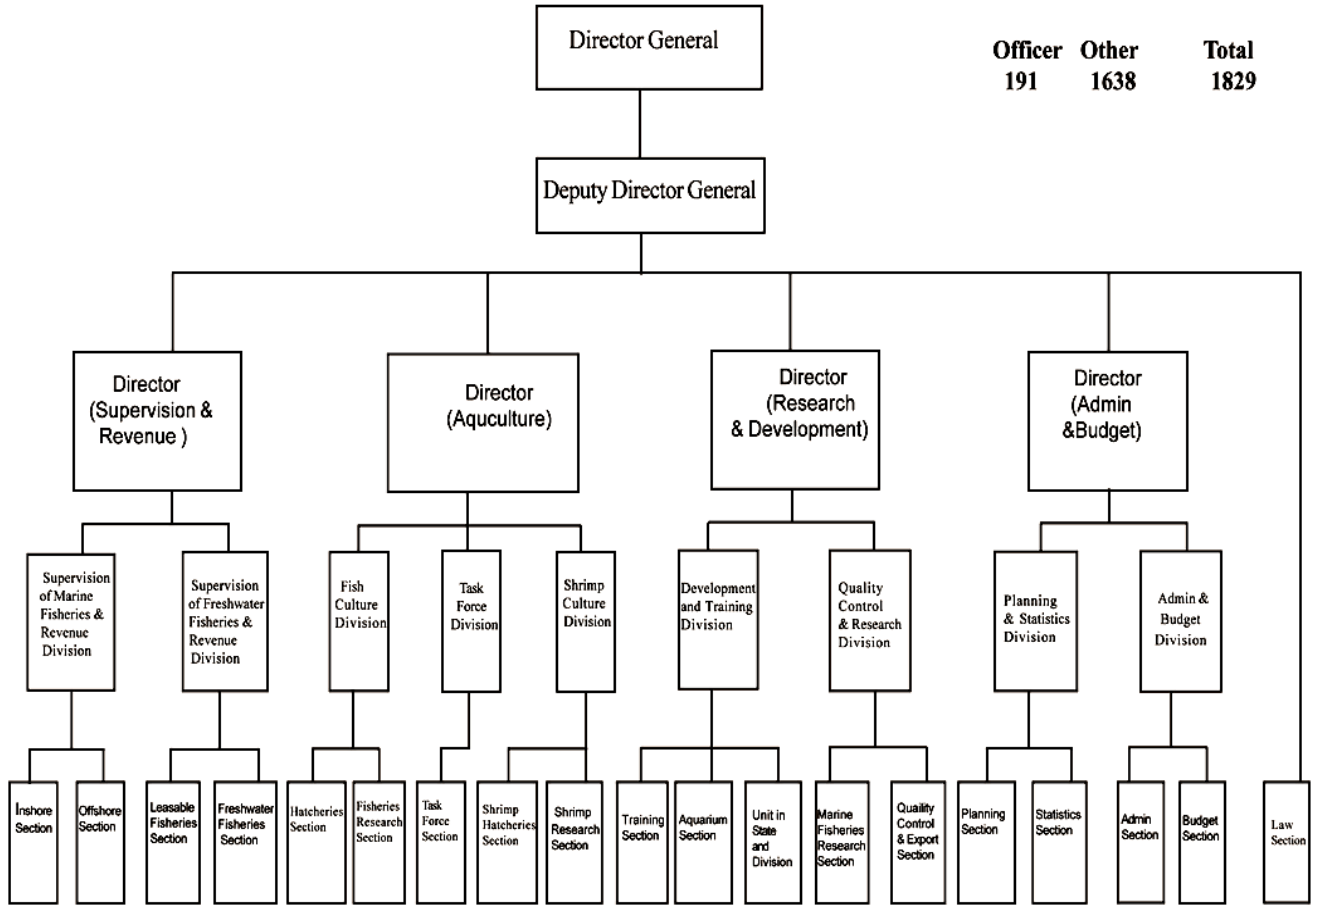 Director General
Officer Other Total
191 1638 1829
Deputy Director General
Director
(Supervision &
Revenue )
Director
(Aquculture)
Director
(Research
& Development)
Director
(Admin
&Budget)
Supervision
of Marine
Fisheries &
Revenue
Division
Supervision
of Freshwater
Fisheries &
Revenue
Division
Fish
Culture
Division
Task
Force
Division
Shrimp
Culture
Division
Development
and Training
Division
Quality
Control
& Research
Division
Planning
& Statistics
Division
Admin &
Budget
Division
Inshore
Section
Offshore
Section
Leasable
Fisheries
Section
Freshwater
Fisheries
Section
Hatcheries
Section
Fisheries
Research
Section
Task
Force
Section
Shrimp
Hatcheries
Section
Shrimp
Research
Section
Training
Section
Aquarium
Section
Unit in
State
and
Division
Marine
Fisheries
Research
Section
Quaility
Control
& Export
Section
Planning
Section
Statistics
Section
Admin
Section
Budget
Section
Law
Section